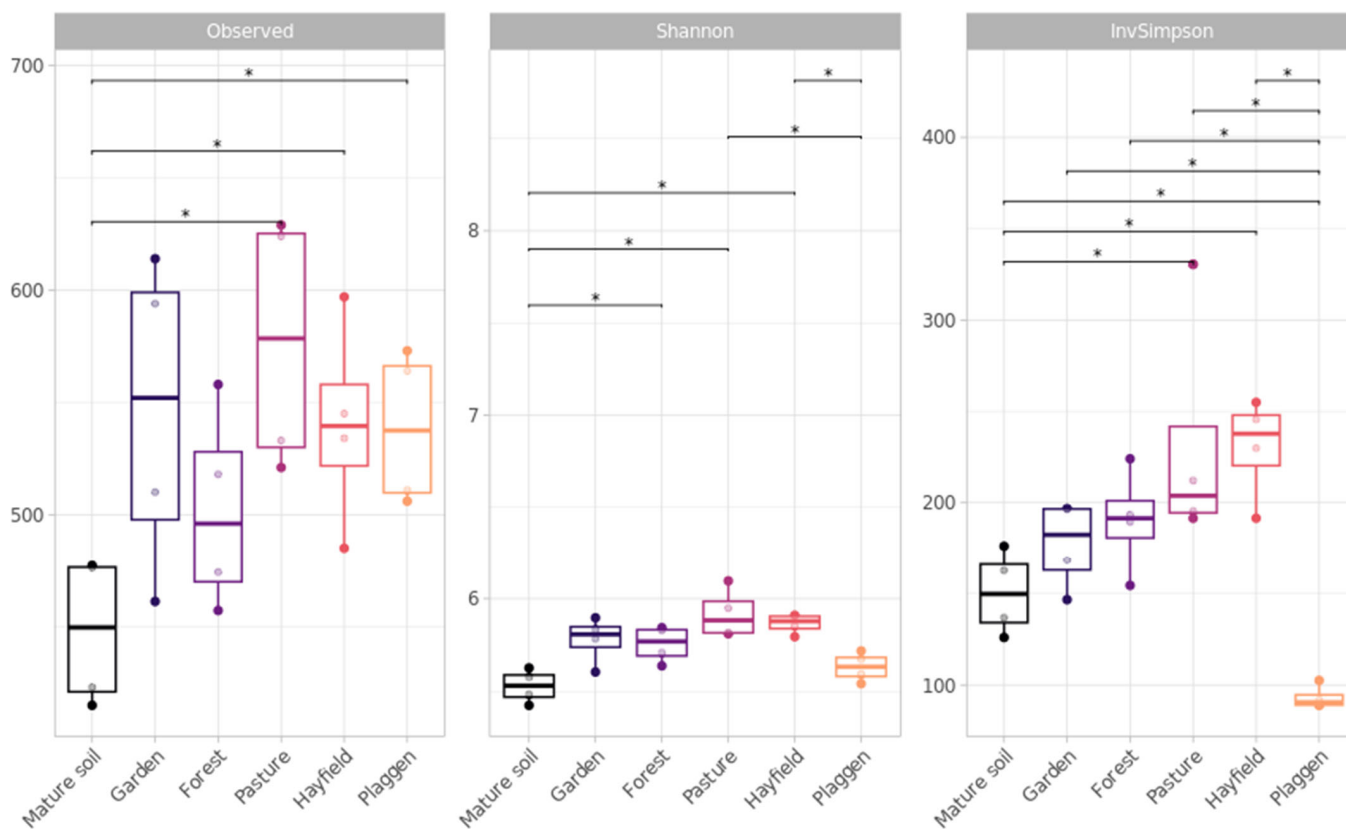 Observed
Shannon
InvSimpson
700
600
500
*
*
*
Mature soil
Garden
Forest
Pasture
Hayfield
Plaggen
8
7
6
*
*
*
*
*
Mature soil
Garden
Forest
Pasture
Hayfield
Plaggen
400
300
200
100
*
*
*
*
*
*
*
Mature soil
Garden
Forest
Pasture
Hayfield
Plaggen